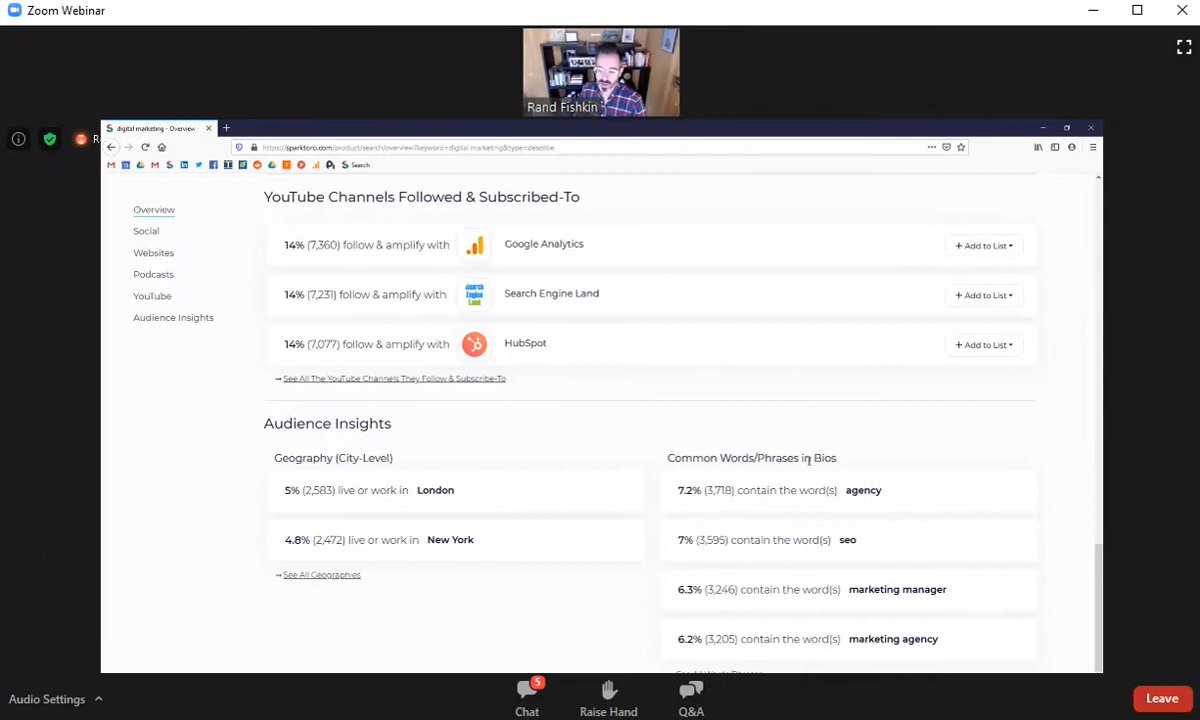 Zoom Webinar
Rand Fishkin
R
digital marketing - Overview
https://sparktoro.com/product/search/overview?keyword=digital marketing&type=describe
Search
Overview
Social
Websites
Podcasts
YouTube
Audience Insights
YouTube Channels Followed & Subscribed-To
14% (7,360) follow & amplify with Google Analytics + Add to List
14% (7,231) follow & amplify with Search Engine Land + Add to List
14% (7,077) follow & amplify with HubSpot + Add to List
→ See All The YouTube Channels They Follow & Subscribe-To
Audience Insights
Geography (City-Level)
5% (2,583) live or work in London
4.8% (2,472) live or work in New York
→ See All Geographies
Common Words/Phrases in Bios
7.2% (3,718) contain the word(s) agency
7% (3,595) contain the word(s) seo
6.3% (3,246) contain the word(s) marketing manager
6.2% (3,205) contain the word(s) marketing agency
Audio Settings
5
Chat
Raise Hand
Q&A
Leave